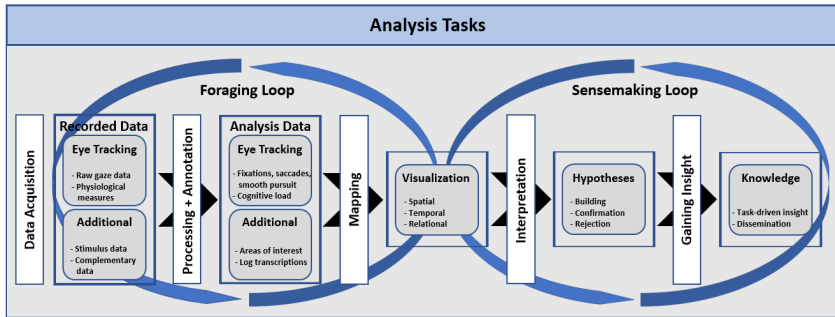 Analysis Tasks
Foraging Loop
Sensemaking Loop
Data Acquisition
Recorded Data
Eye Tracking
- Raw gaze data
- Physiological
measures
Additional
- Stimulus data
- Complementary
data
Processing + Annotation
Analysis Data
Eye Tracking
- Fixations, saccades,
smooth pursuit
- Cognitive load
Additional
- Areas of interest
- Log transcriptions
Mapping
Visualization
- Spatial
- Temporal
- Relational
Interpretation
Hypotheses
- Building
- Confirmation
- Rejection
Gaining Insight
Knowledge
- Task-driven insight
- Dissemination